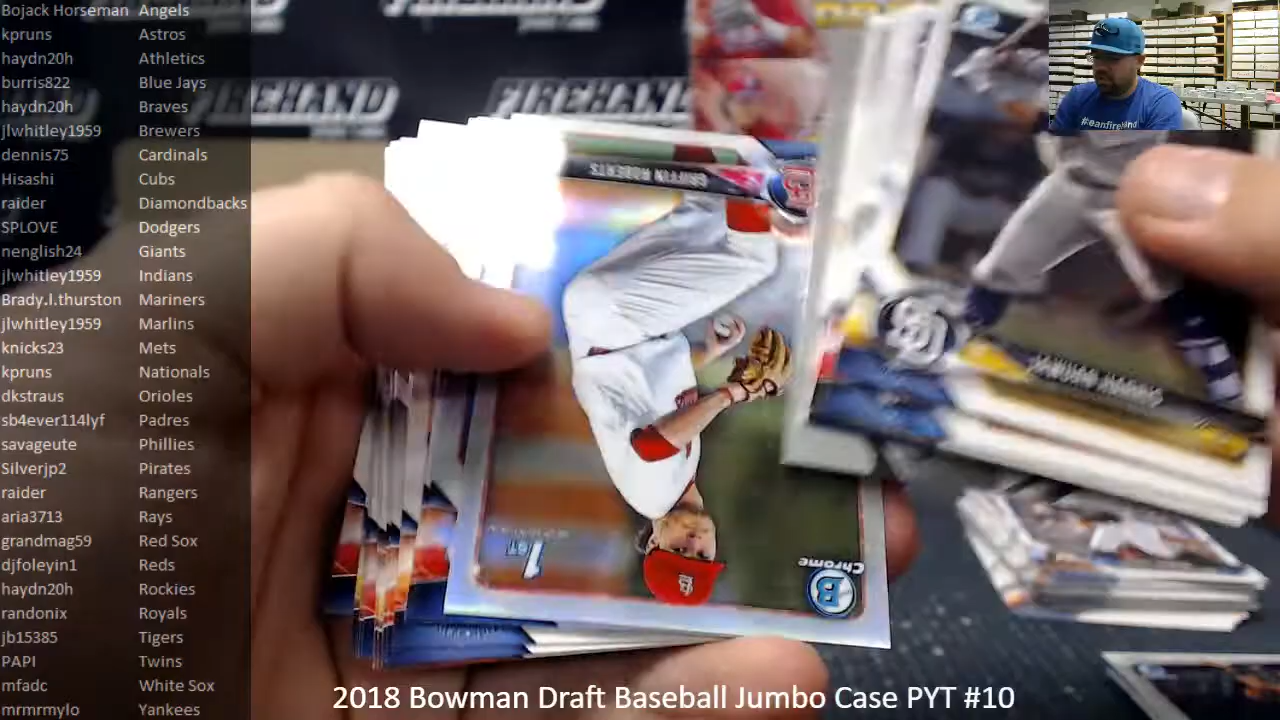 Bojack Horseman Angels
kpruns Astros
haydn20h Athletics
burris822 Blue Jays
haydn20h Braves
jlwhitley1959 Brewers
dennis75 Cardinals
Hisashi Cubs
raider Diamondbacks
SPLOVE Dodgers
nenglish24 Giants
jlwhitley1959 Indians
Brady.l.thurston Mariners
jlwhitley1959 Marlins
knicks23 Mets
kpruns Nationals
dkstraus Orioles
sb4ever114lyf Padres
savageute Phillies
Silverjp2 Pirates
raider Rangers
aria3713 Rays
grandmag59 Red Sox
djfoleyin1 Reds
haydn20h Rockies
randonix Royals
jb15385 Tigers
PAPI Twins
mfadc White Sox
mrmrmylo Yankees
FIREHAND
FIREHAND
GRIFFIN ROBERTS
1ST
BOWMAN
B
Chrome
2018 Bowman Draft Baseball Jumbo Case PYT #10